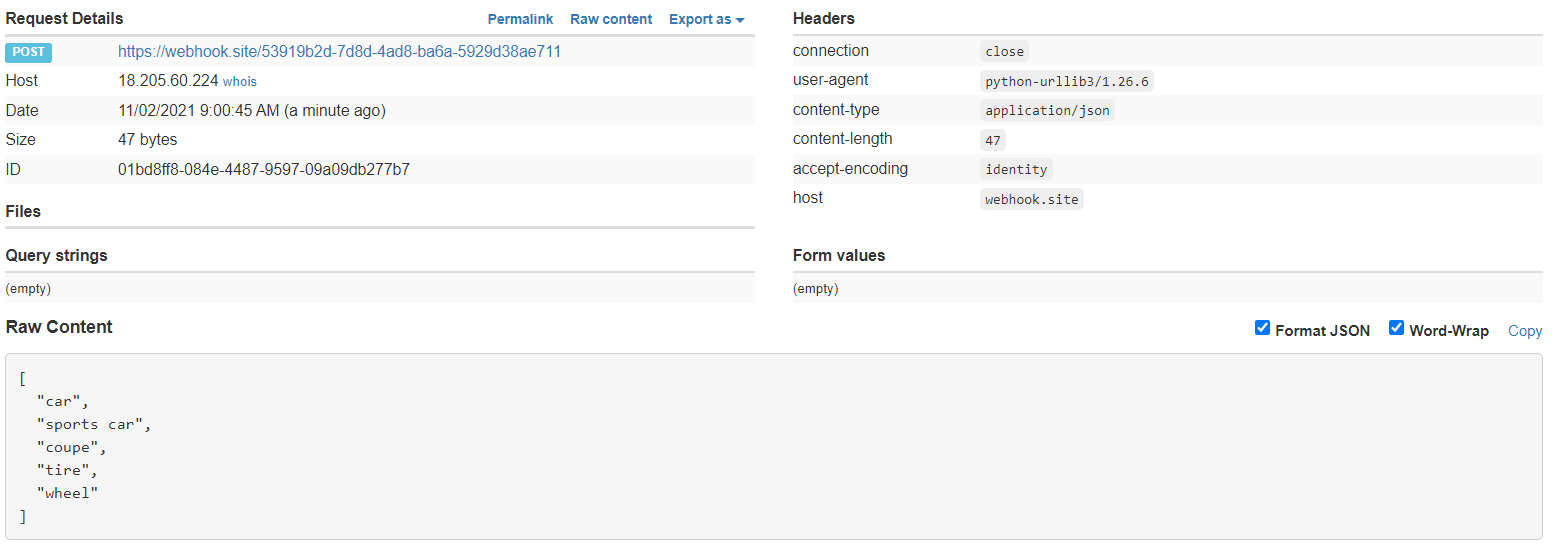 Request Details Permalink Raw content Export as
POST https://webhook.site/53919b2d-7d8d-4ad8-ba6a-5929d38ae711
Host 18.205.60.224 whois
Date 11/02/2021 9:00:45 AM (a minute ago)
Size 47 bytes
ID 01bd8ff8-084e-4487-9597-09a09db277b7
Files
Headers
connection close
user-agent python-urllib3/1.26.6
content-type application/json
content-length 47
accept-encoding identity
host webhook.site
Query strings
(empty)
Form values
(empty)
Raw Content Format JSON Word-Wrap Copy
[
"car",
"sports car",
"coupe",
"tire",
"wheel"
]